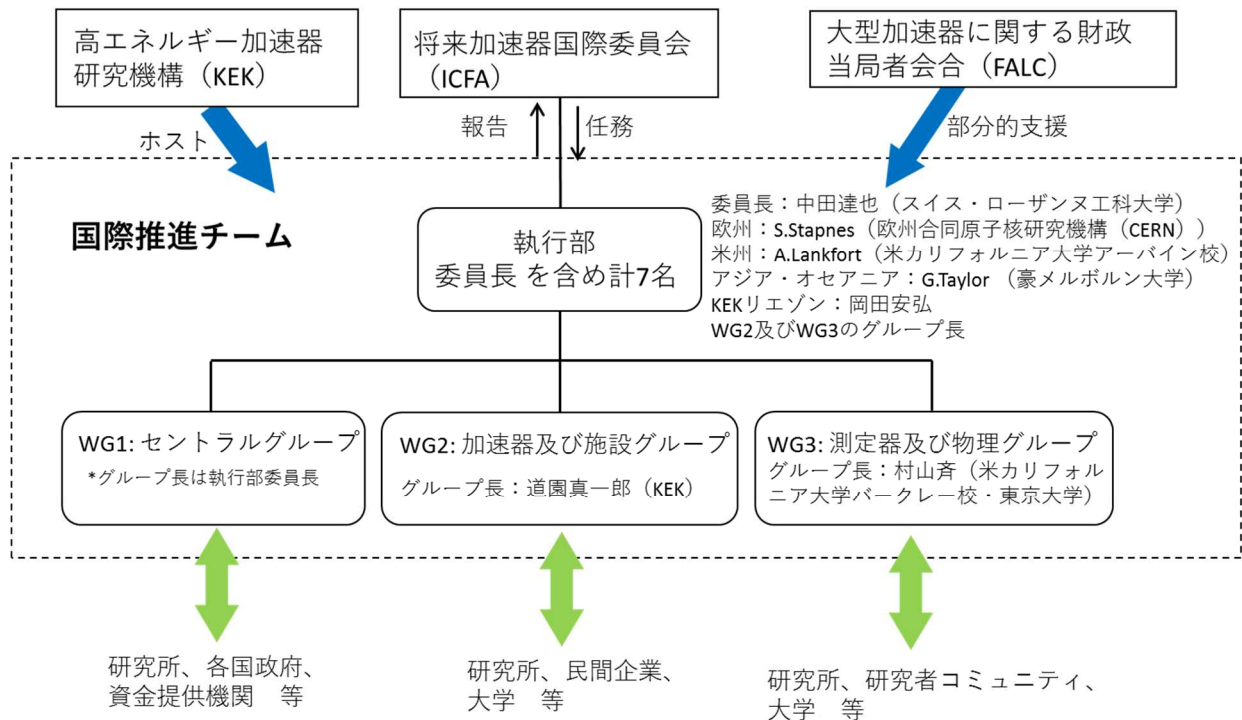 高エネルギー加速器
研究機構（KEK）
将来加速器国際委員会
（ICFA）
大型加速器に関する財政
当局者会合（FALC）
ホスト
報告
任務
部分的支援
国際推進チーム
執行部
委員長 を含め計7名
委員長：中田達也（スイス・ローザンヌ工科大学）
欧州：S.Stapnes（欧州合同原子核研究機構（CERN））
米州：A.Lankfort（米カリフォルニア大学アーバイン校）
アジア・オセアニア：G.Taylor （豪メルボルン大学）
KEKリエゾン：岡田安弘
WG2及びWG3のグループ長
WG1: セントラルグループ
*グループ長は執行部委員長
WG2: 加速器及び施設グループ
グループ長：道園真一郎（KEK）
WG3: 測定器及び物理グループ
グループ長：村山斉（米カリフォル
ニア大学バークレー校・東京大学）
研究所、各国政府、
資金提供機関　等
研究所、民間企業、
大学　等
研究所、研究者コミュニティ、
大学　等